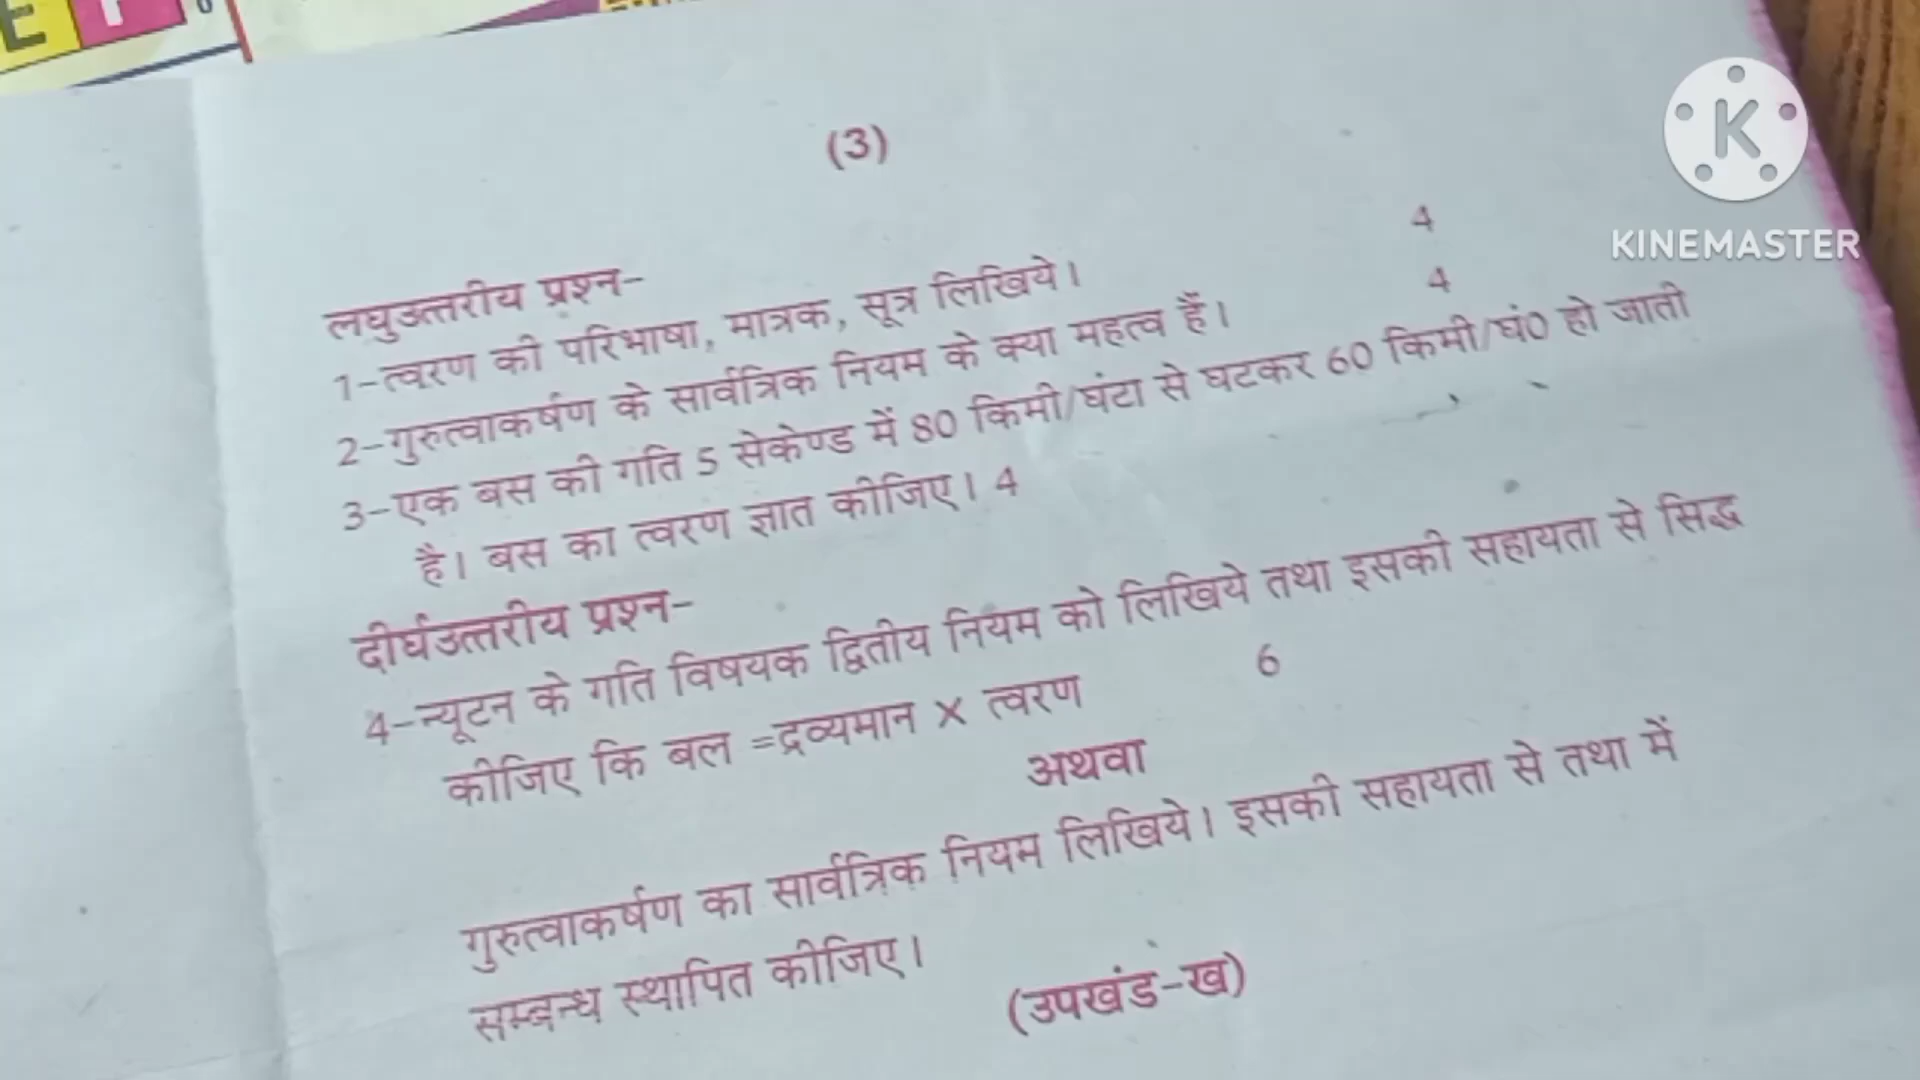 (3)
लघुउत्तरीय प्रश्न-
1-त्वरण की परिभाषा, मात्रक, सूत्र लिखिये। 4
2-गुरुत्वाकर्षण के सार्वत्रिक नियम के क्या महत्व हैं। 4
3-एक बस की गति 5 सेकेण्ड में 80 किमी/घंटा से घटकर 60 किमी/घं0 हो जाती
है। बस का त्वरण ज्ञात कीजिए। 4
दीर्घउत्तरीय प्रश्न-
4-न्यूटन के गति विषयक द्वितीय नियम को लिखिये तथा इसकी सहायता से सिद्ध
कीजिए कि बल =द्रव्यमान × त्वरण 6
अथवा
गुरुत्वाकर्षण का सार्वत्रिक नियम लिखिये। इसकी सहायता से तथा में
सम्बन्ध स्थापित कीजिए।
(उपखंड-ख)
K
KINEMASTER